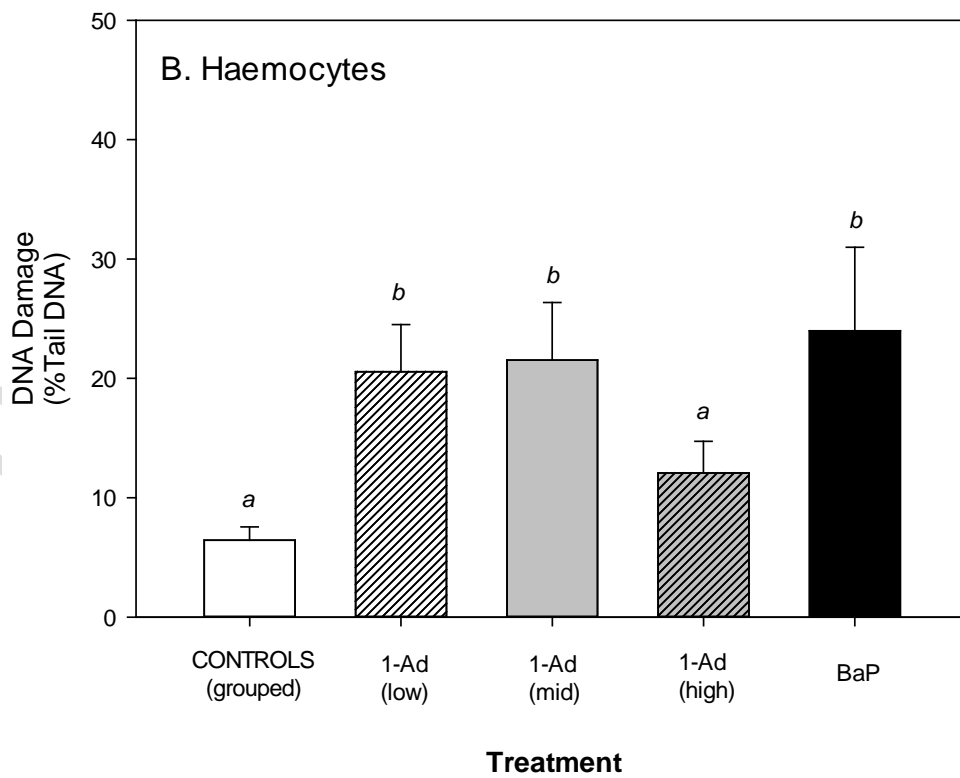 B. Haemocytes
50
40
30
20
10
0
DNA Damage
(%Tail DNA)
a
b
b
a
b
CONTROLS
(grouped)
1-Ad
(low)
1-Ad
(mid)
1-Ad
(high)
BaP
Treatment